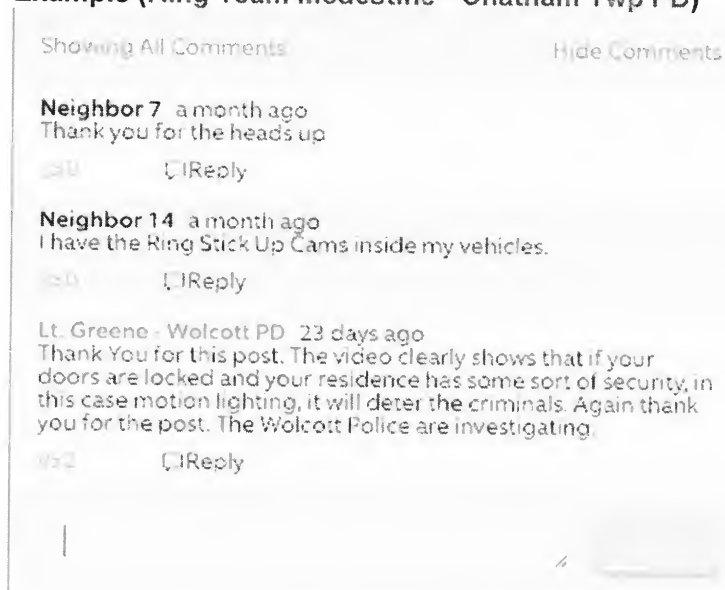 Example (Ring Team Modestine - Chatham Twp PD)
Showing All Comments Hide Comments
Neighbor 7 a month ago
Thank you for the heads up
Reply
Neighbor 14 a month ago
I have the Ring Stick Up Cams inside my vehicles.
Reply
Lt. Greene - Wolcott PD 23 days ago
Thank You for this post. The video clearly shows that if your
doors are locked and your residence has some sort of security, in
this case motion lighting, it will deter the criminals. Again thank
you for the post. The Wolcott Police are investigating.
Reply